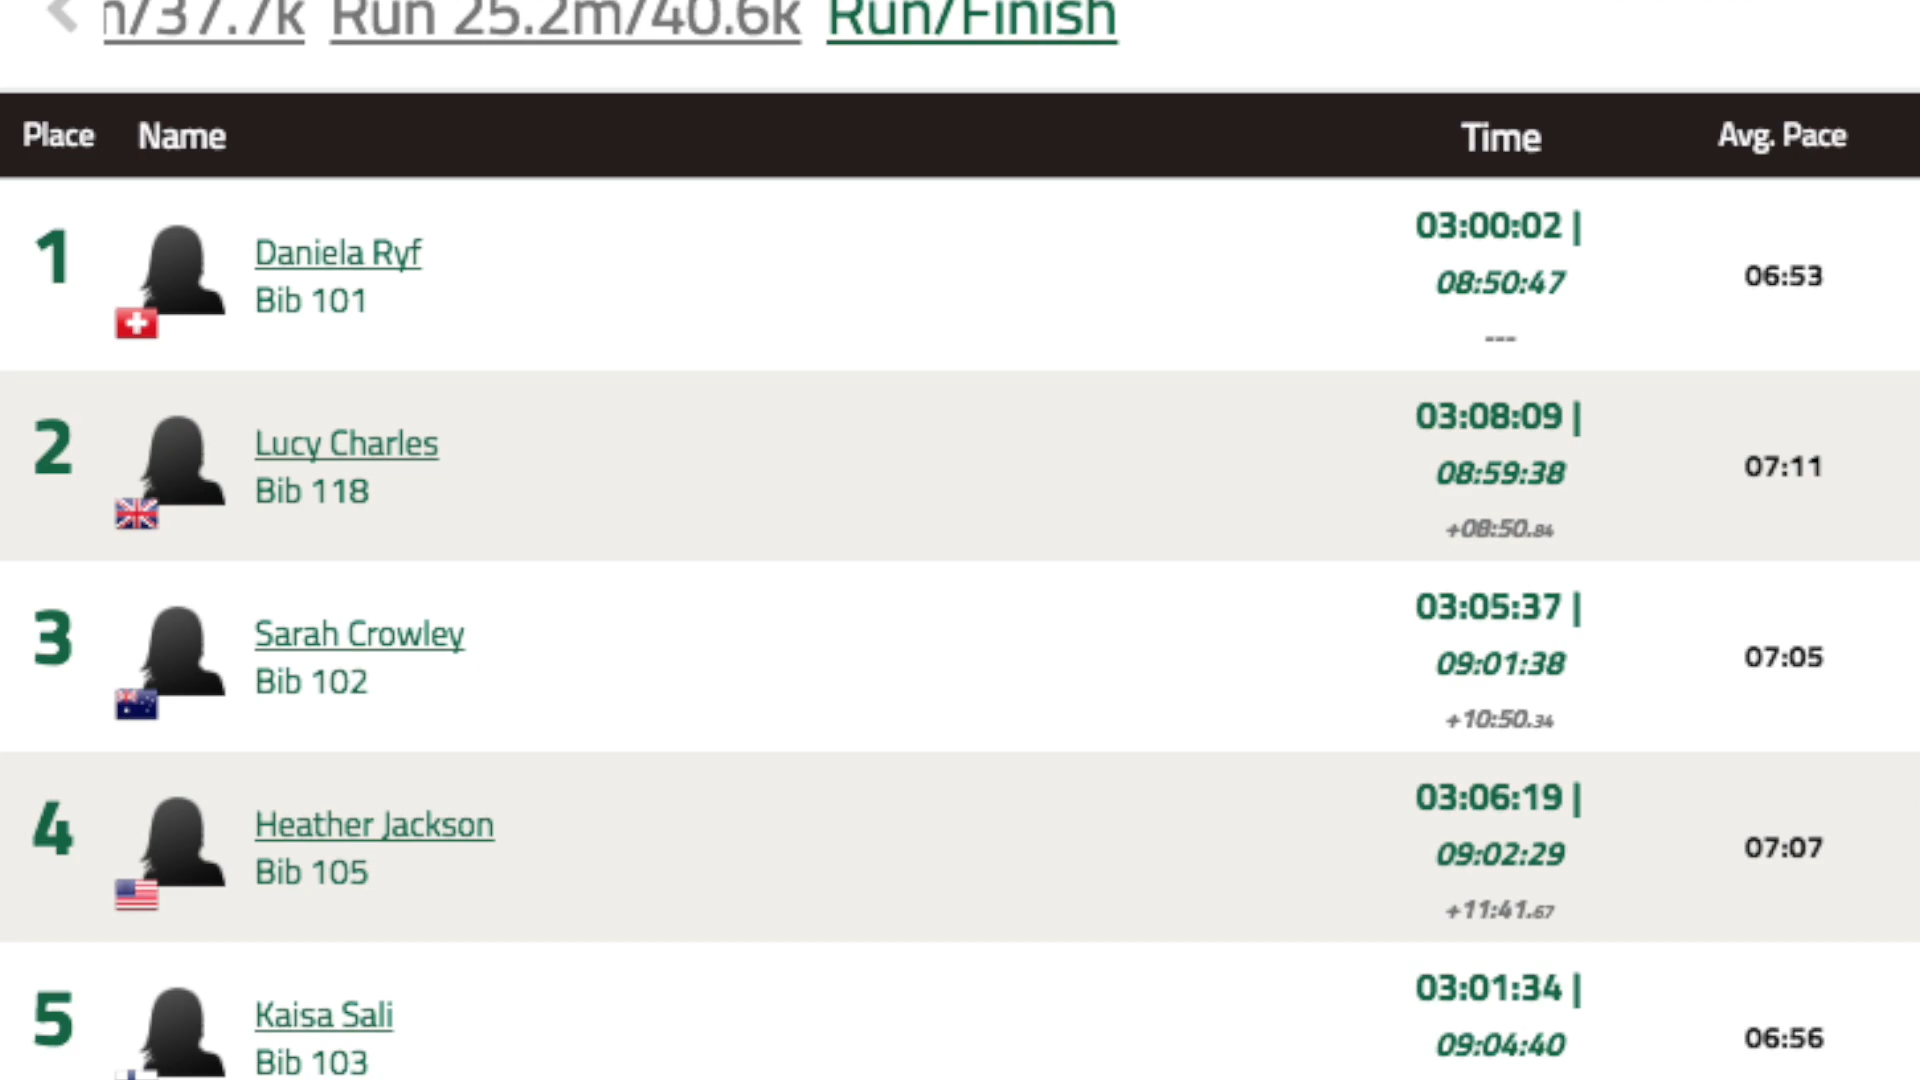 n/37.7k Run 25.2m/40.6k Run/Finish
Place Name Time Avg. Pace
1 Daniela Ryf Bib 101 03:00:02 | 08:50:47 --- 06:53
2 Lucy Charles Bib 118 03:08:09 | 08:59:38 +08:50.84 07:11
3 Sarah Crowley Bib 102 03:05:37 | 09:01:38 +10:50.34 07:05
4 Heather Jackson Bib 105 03:06:19 | 09:02:29 +11:41.67 07:07
5 Kaisa Sali Bib 103 03:01:34 | 09:04:40 06:56